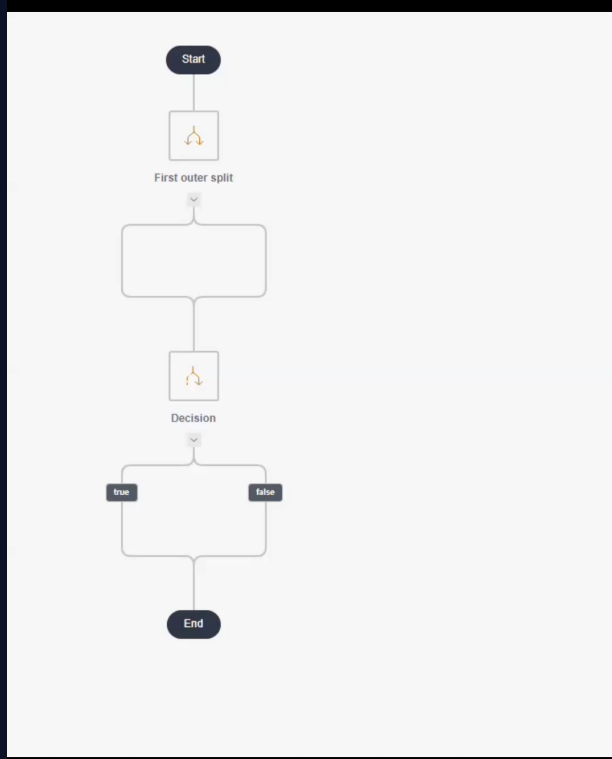 Start
First outer split
Decision
true
false
End